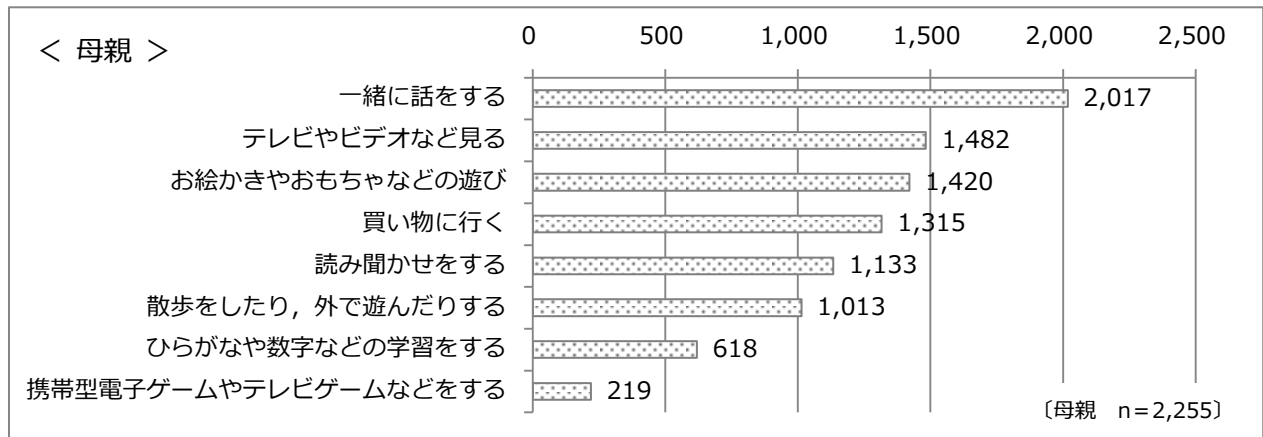 ＜ 母親 ＞
0 500 1,000 1,500 2,000 2,500
一緒に話をする 2,017
テレビやビデオなど見る 1,482
お絵かきやおもちゃなどの遊び 1,420
買い物に行く 1,315
読み聞かせをする 1,133
散歩をしたり，外で遊んだりする 1,013
ひらがなや数字などの学習をする 618
携帯型電子ゲームやテレビゲームなどをする 219
〔母親　n＝2,255〕